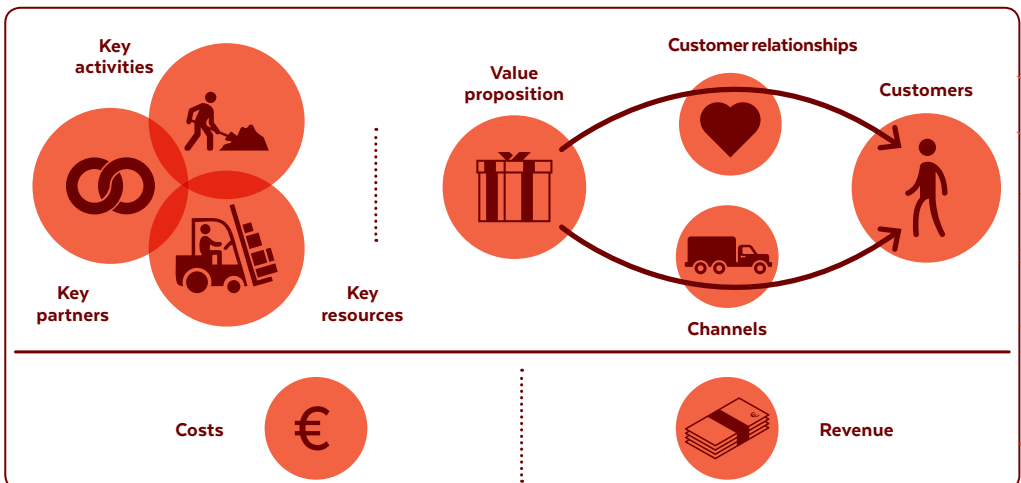 Key
activities
Key
partners
Key
resources
Value
proposition
Customer relationships
Channels
Customers
Costs
€
Revenue